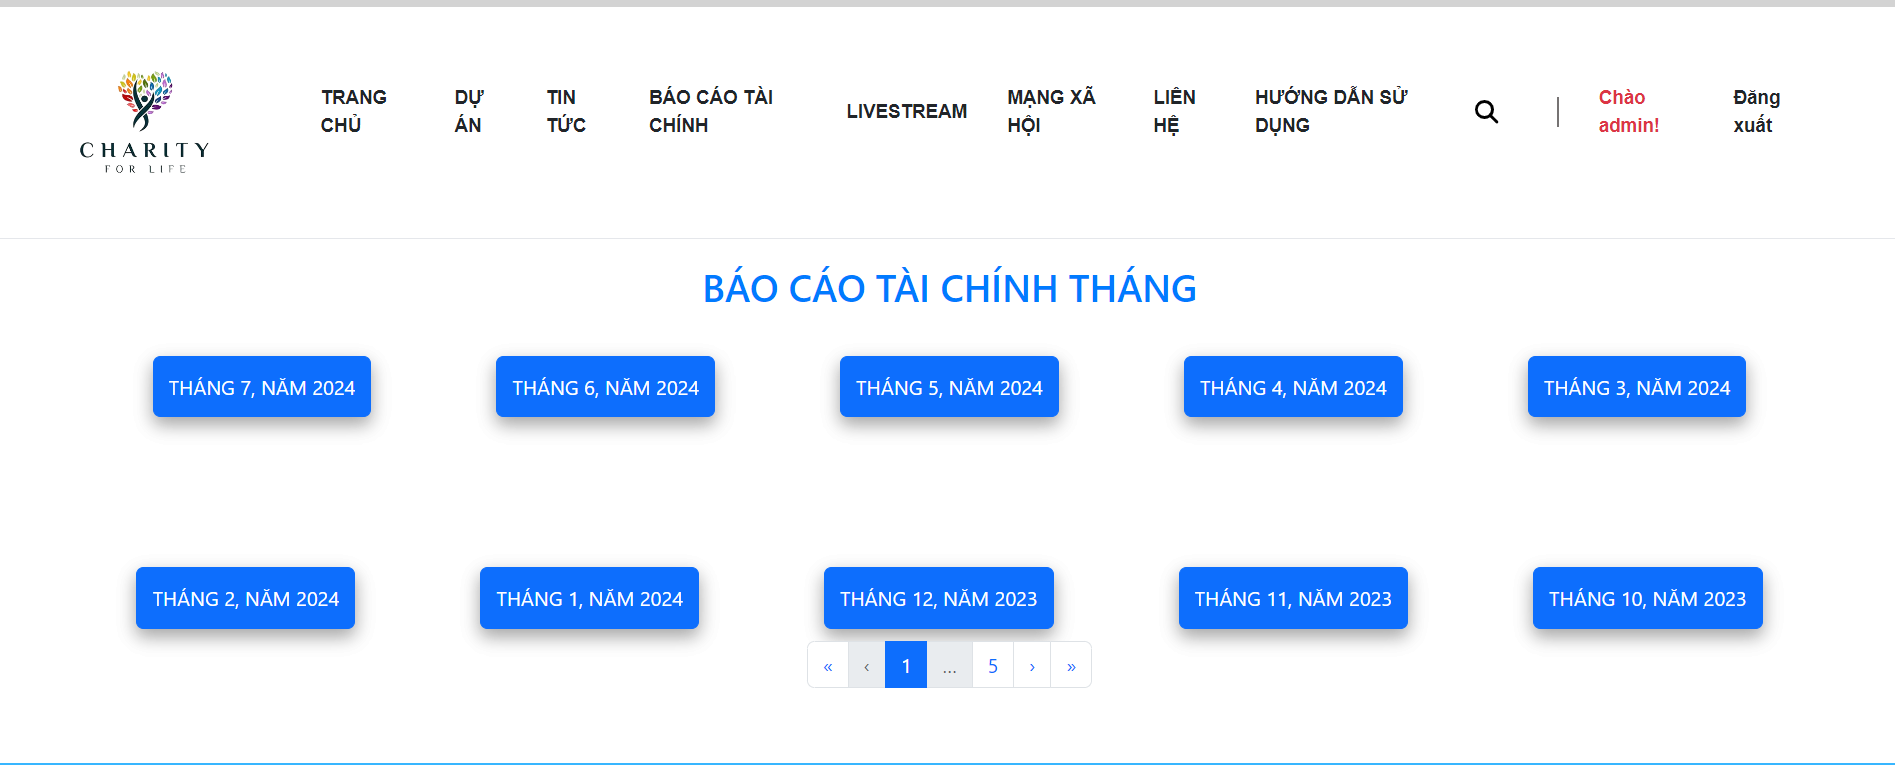 CHARITY
FOR LIFE
TRANG
CHỦ
DỰ
ÁN
TIN
TỨC
BÁO CÁO TÀI
CHÍNH
LIVESTREAM
MẠNG XÃ
HỘI
LIÊN
HỆ
HƯỚNG DẪN SỬ
DỤNG
Chào
admin!
Đăng
xuất
BÁO CÁO TÀI CHÍNH THÁNG
THÁNG 7, NĂM 2024
THÁNG 6, NĂM 2024
THÁNG 5, NĂM 2024
THÁNG 4, NĂM 2024
THÁNG 3, NĂM 2024
THÁNG 2, NĂM 2024
THÁNG 1, NĂM 2024
THÁNG 12, NĂM 2023
THÁNG 11, NĂM 2023
THÁNG 10, NĂM 2023
« ‹ 1 … 5 › »